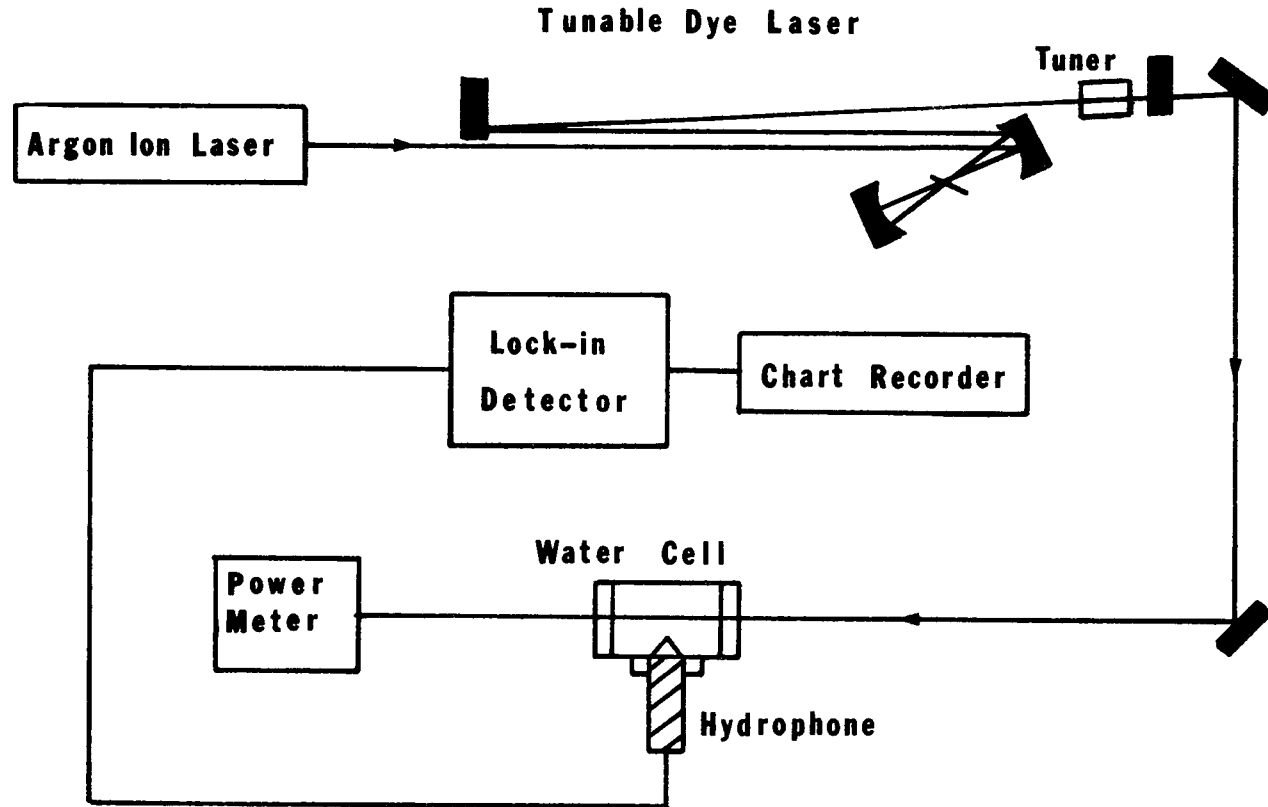 Tunable Dye Laser
Tuner
Argon Ion Laser
Lock-in
Detector
Chart Recorder
Water Cell
Power
Meter
Hydrophone